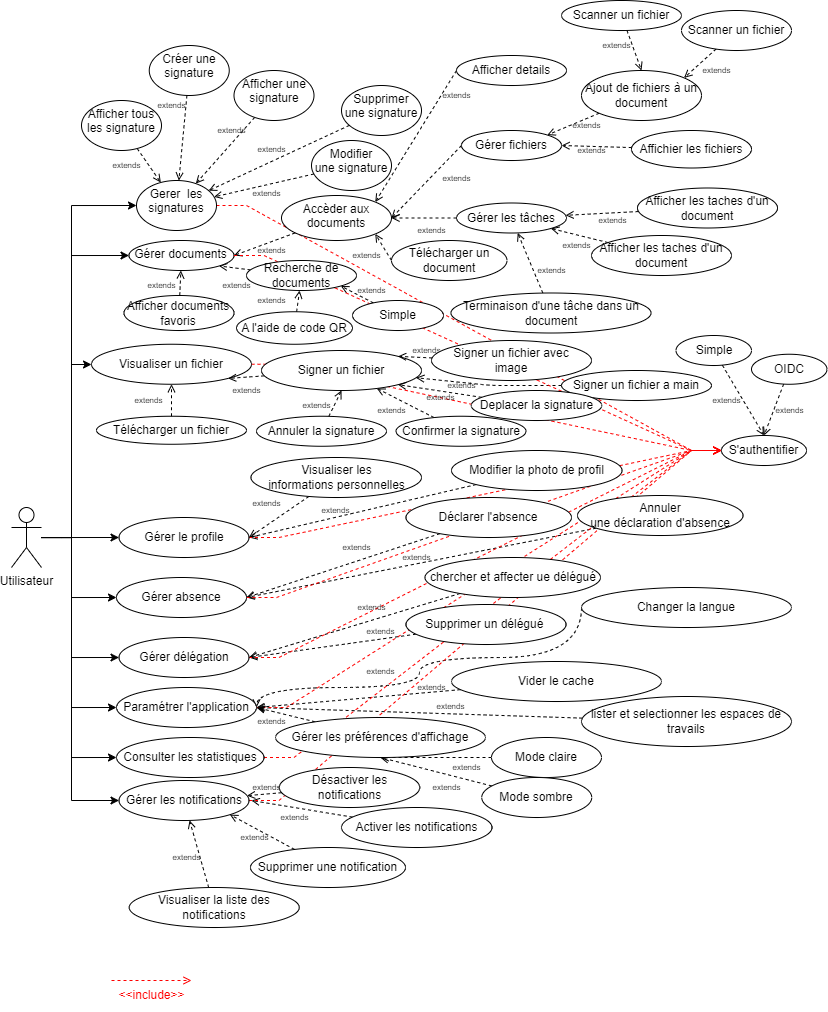 Scanner un fichier
Scanner un fichier
extends
extends
Ajout de fichiers à un
document
Créer une
signature
Afficher details
Afficher une
signature
Supprimer
une signature
extends
extends
Afficher tous
les signature
extends
extends
Gérer fichiers
extends
Affichier les fichiers
extends
extends
Modifier
une signature
extends
extends
Gerer  les
signatures
Accèder aux
documents
Gérer les tâches
Afficher les taches d'un
document
extends
extends
Afficher les taches d'un
document
extends
Gérer documents
extends
extends
Télécharger un
document
Recherche de
documents
extends
extends
extends
extends
Afficher documents
favoris
A l'aide de code QR
Simple
Terminaison d'une tâche dans un
document
Visualiser un fichier
Signer un fichier
extends
Signer un fichier avec
image
Simple
OIDC
extends
extends
extends
Signer un fichier a main
extends
extends
extends
extends
Deplacer la signature
extends
extends
Télécharger un fichier
Annuler la signature
Confirmer la signature
S'authentifier
Visualiser les
informations personnelles
Modifier la photo de profil
extends
extends
Utilisateur
Gérer le profile
Déclarer l'absence
Annuler
une déclaration d'absence
extends
extends
Gérer absence
chercher et affecter ue délégué
extends
Changer la langue
Supprimer un délégué
extends
Gérer délégation
extends
extends
Vider le cache
Paramétrer l'application
extends
extends
lister et selectionner les espaces de
travails
Gérer les préférences d'affichage
Consulter les statistiques
Mode claire
extends
extends
Mode sombre
Désactiver les
notifications
extends
Gérer les notifications
extends
Activer les notifications
extends
extends
Supprimer une notification
Visualiser la liste des
notifications
<<include>>